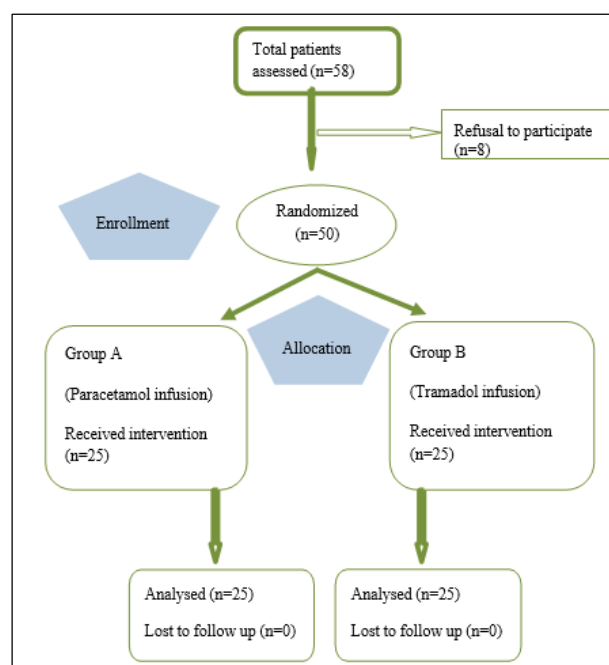 Total patients
assessed (n=58)
Refusal to participate
(n=8)
Enrollment
Randomized
(n=50)
Allocation
Group A
(Paracetamol infusion)
Received intervention
(n=25)
Group B
(Tramadol infusion)
Received intervention
(n=25)
Analysed (n=25)
Lost to follow up (n=0)
Analysed (n=25)
Lost to follow up (n=0)